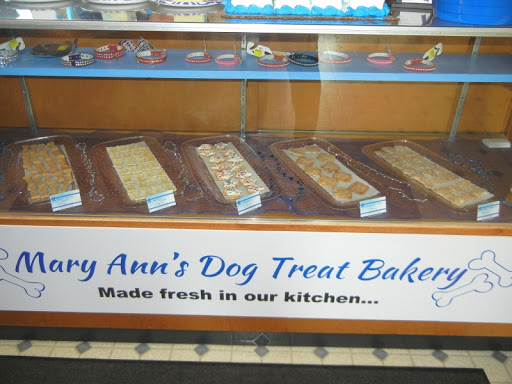 Mary Ann's Dog Treat Bakery
Made fresh in our kitchen...